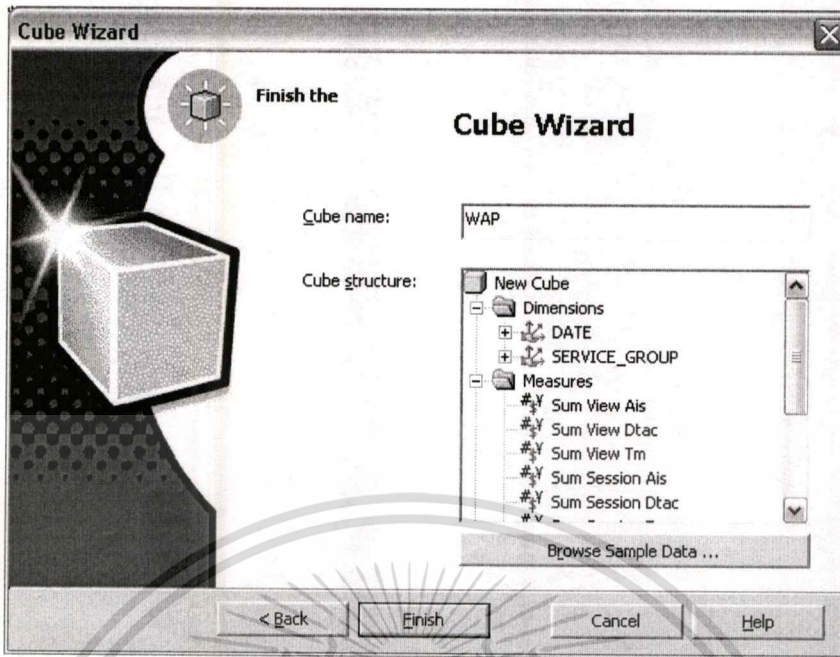 Cube Wizard
Finish the
Cube Wizard
Cube name:
WAP
Cube structure:
New Cube
Dimensions
DATE
SERVICE_GROUP
Measures
Sum View Ais
Sum View Dtac
Sum View Tm
Sum Session Ais
Sum Session Dtac
Browse Sample Data ...
< Back
Finish
Cancel
Help